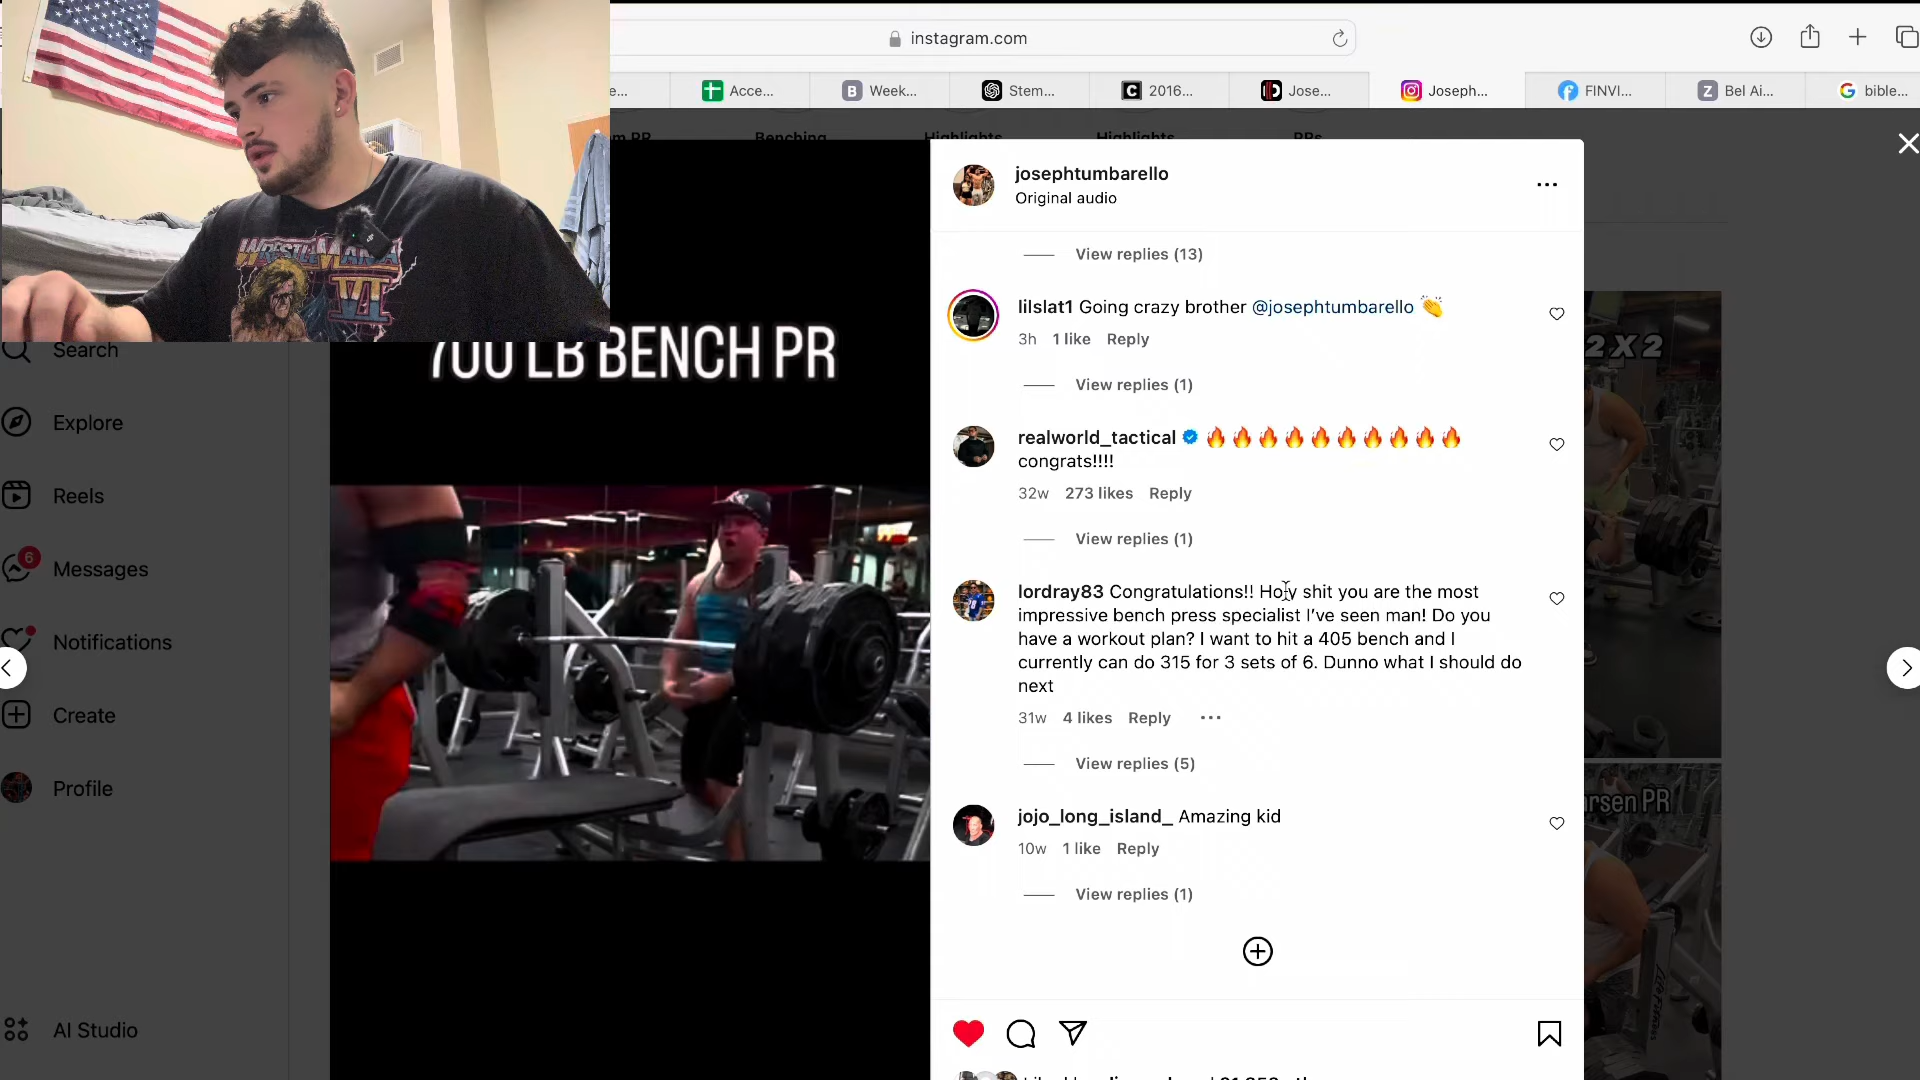 instagram.com
e...
Acce...
Week...
Stem...
2016...
Jose...
Joseph...
FINVI...
Bel Ai...
bible...
m PR
Benching
Highlights
Highlights
PRs
WRESTLEMANIA
VI
josephtumbarello
Original audio
View replies (13)
lilslat1 Going crazy brother @josephtumbarello 👏
3h 1 like Reply
View replies (1)
realworld_tactical 🔥🔥🔥🔥🔥🔥🔥🔥🔥🔥
congrats!!!!
32w 273 likes Reply
View replies (1)
lordray83 Congratulations!! Holy shit you are the most
impressive bench press specialist I've seen man! Do you
have a workout plan? I want to hit a 405 bench and I
currently can do 315 for 3 sets of 6. Dunno what I should do
next
31w 4 likes Reply
View replies (5)
jojo_long_island_ Amazing kid
10w 1 like Reply
View replies (1)
700 LB BENCH PR
Search
Explore
Reels
6
Messages
Notifications
Create
Profile
AI Studio
2X2
arsen PR